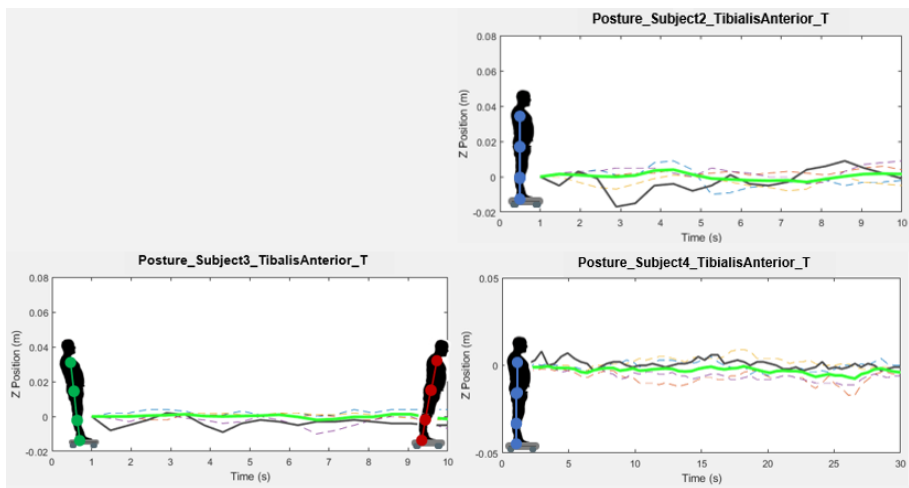 Posture_Subject2_TibialisAnterior_T
0.08
0.06
0.04
0.02
0
-0.02
Z Position (m)
0 1 2 3 4 5 6 7 8 9 10
Time (s)
Posture_Subject3_TibalisAnterior_T
0.08
0.06
0.04
0.02
0
-0.02
Z Position (m)
0 1 2 3 4 5 6 7 8 9 10
Time (s)
Posture_Subject4_TibialisAnterior_T
0.05
0
-0.05
Z Position (m)
0 5 10 15 20 25 30
Time (s)